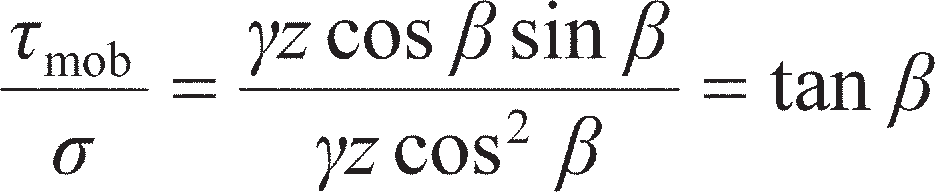 τ_mob / σ = γz cos β sin β / γz cos² β = tan β